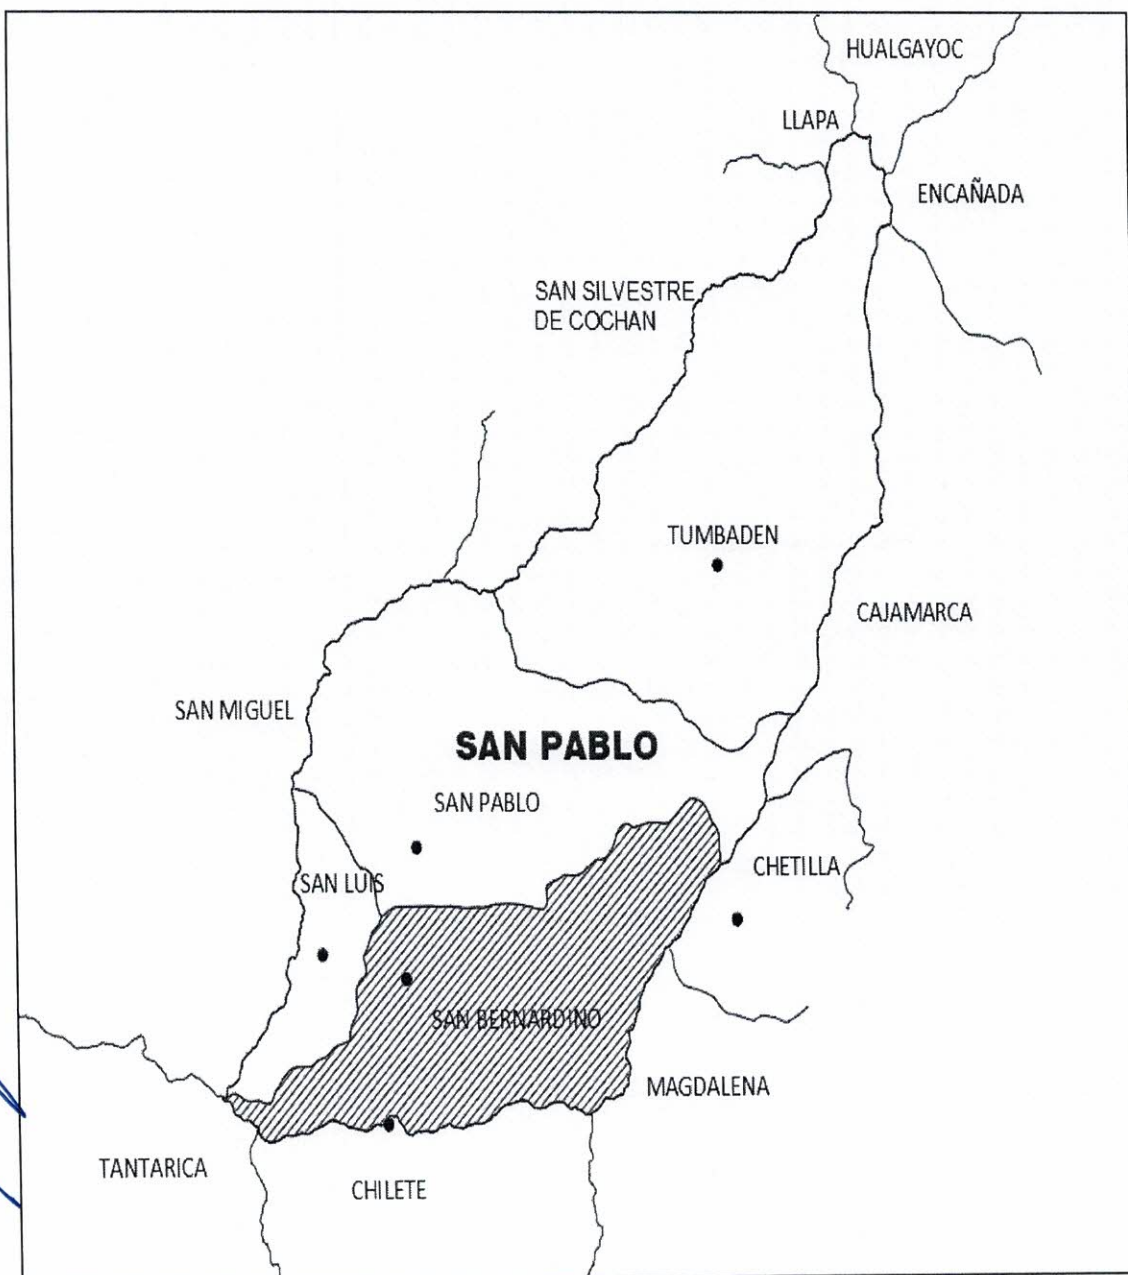 HUALGAYOC
LLAPA
ENCAÑADA
SAN SILVESTRE
DE COCHAN
TUMBADEN
CAJAMARCA
SAN MIGUEL
SAN PABLO
SAN PABLO
CHETILLA
SAN LUIS
SAN BERNARDINO
MAGDALENA
TANTARICA
CHILETE